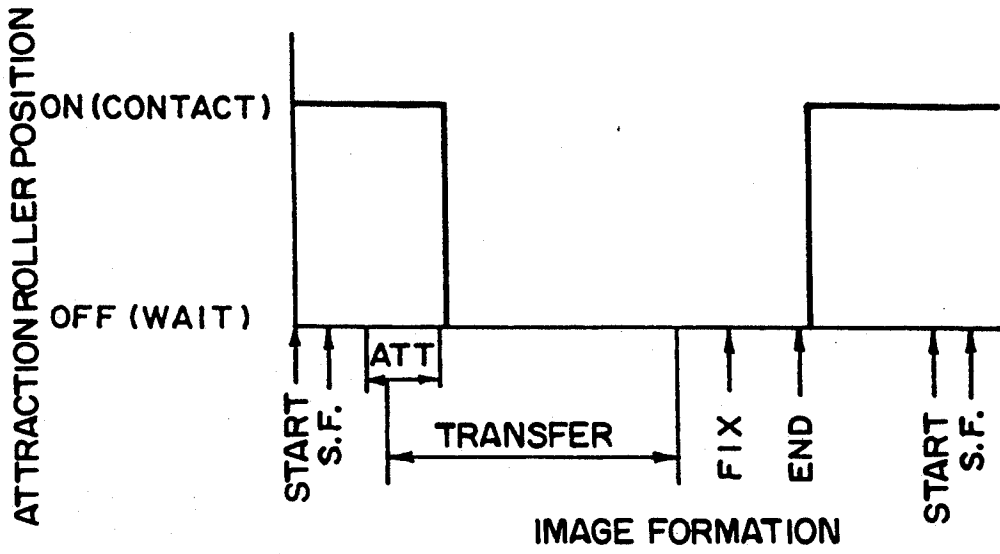 ATTRACTION ROLLER POSITION
ON (CONTACT)
OFF (WAIT)
START
S.F.
ATT
TRANSFER
FIX
END
START
S.F.
IMAGE FORMATION